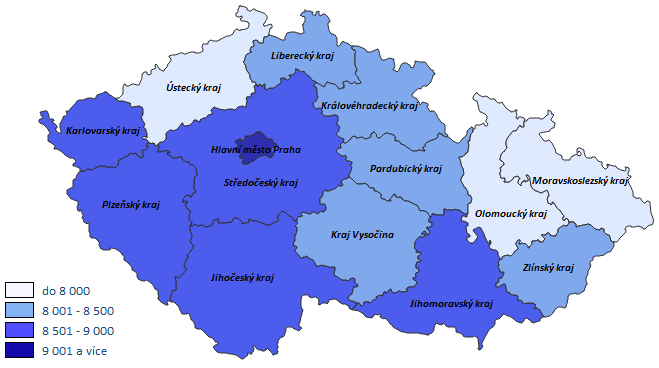 Liberecký kraj
Ústecký kraj
Královéhradecký kraj
Karlovarský kraj
Hlavní město Praha
Pardubický kraj
Středočeský kraj
Moravskoslezský kraj
Plzeňský kraj
Olomoucký kraj
Kraj Vysočina
Zlínský kraj
Jihočeský kraj
Jihomoravský kraj
do 8 000
8 001 - 8 500
8 501 - 9 000
9 001 a více